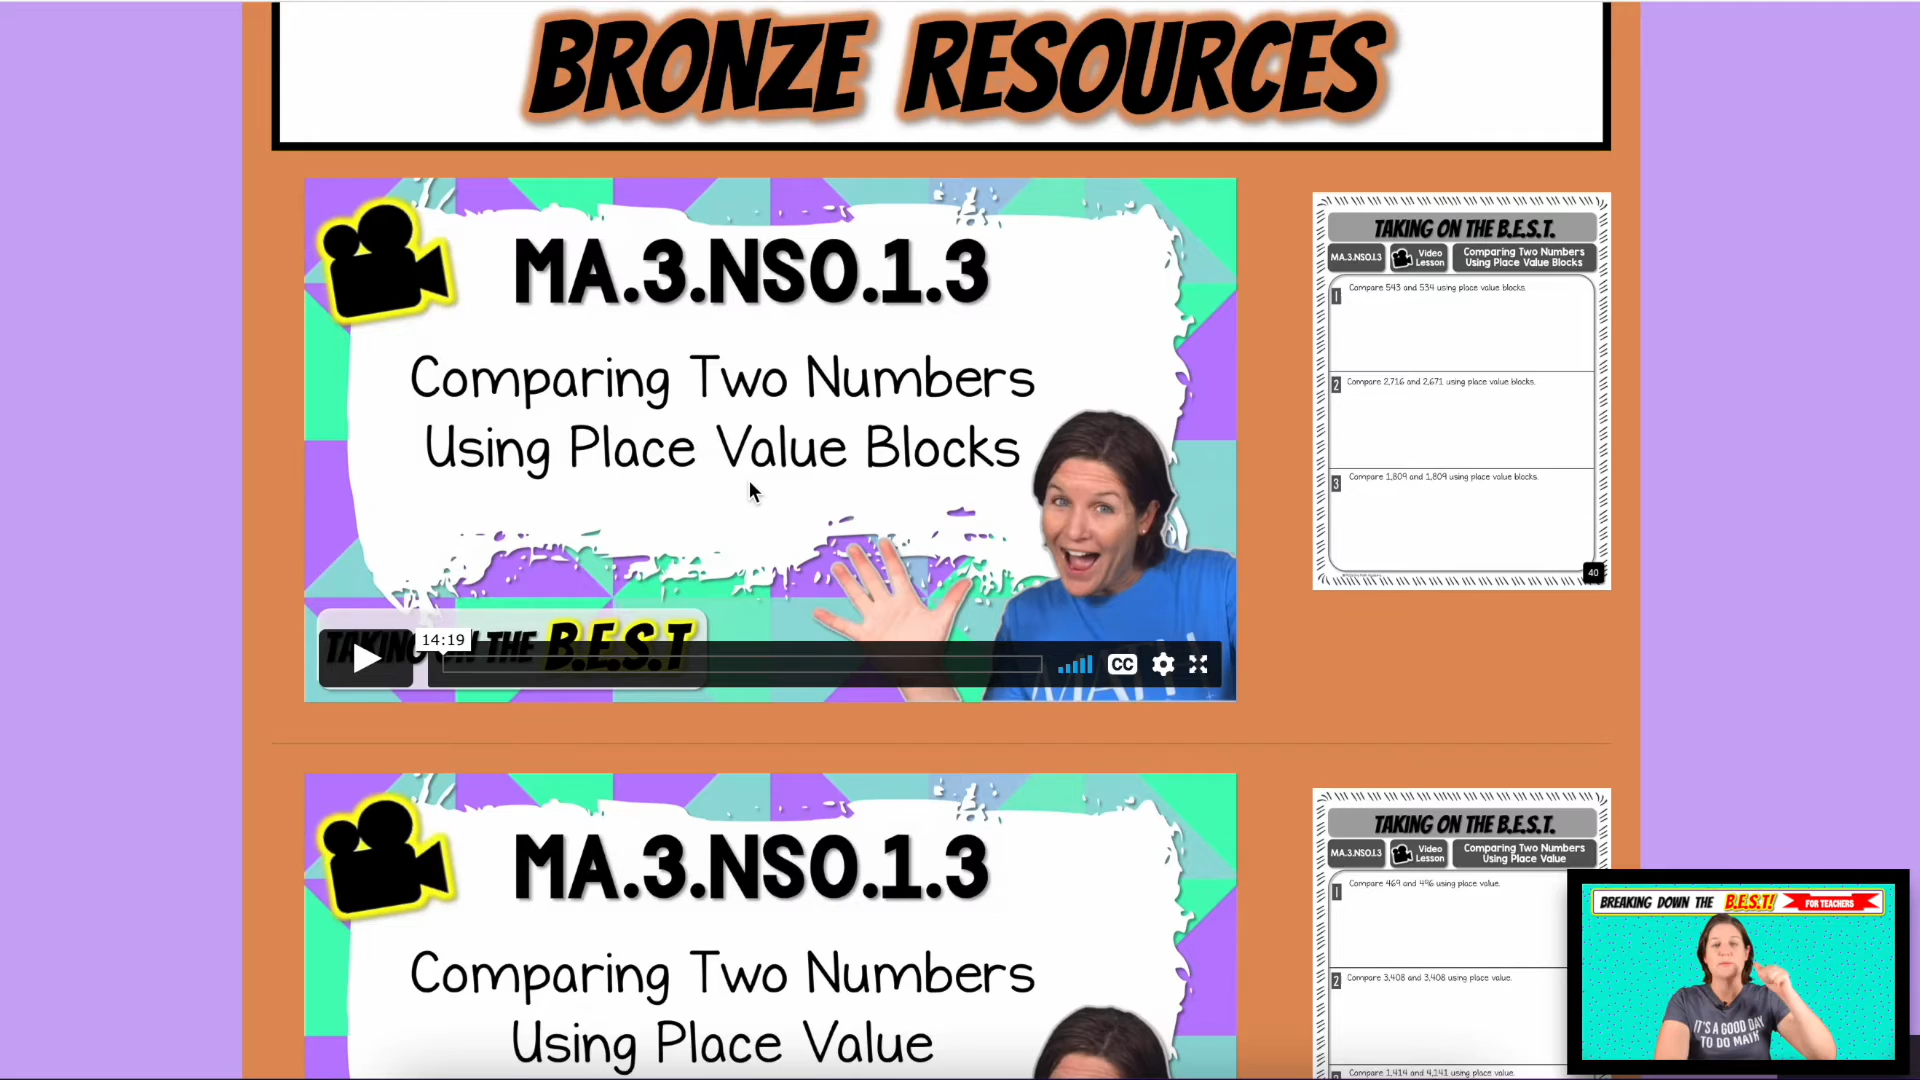 BRONZE RESOURCES
MA.3.NSO.1.3
Comparing Two Numbers
Using Place Value Blocks
TAKING ON THE B.E.S.T
14:19
CC
MATH
TAKING ON THE B.E.S.T.
MA.3.NSO.1.3
Video
Lesson
Comparing Two Numbers
Using Place Value Blocks
1 Compare 543 and 534 using place value blocks.
2 Compare 2,716 and 2,671 using place value blocks.
3 Compare 1,809 and 1,809 using place value blocks.
40
MA.3.NSO.1.3
Comparing Two Numbers
Using Place Value
TAKING ON THE B.E.S.T.
MA.3.NSO.1.3
Video
Lesson
Comparing Two Numbers
Using Place Value
1 Compare 469 and 496 using place value.
2 Compare 3,408 and 3,408 using place value.
Compare 1,414 and 4,141 using place value.
BREAKING DOWN THE B.E.S.T! FOR TEACHERS
IT'S A GOOD DAY
TO DO MATH